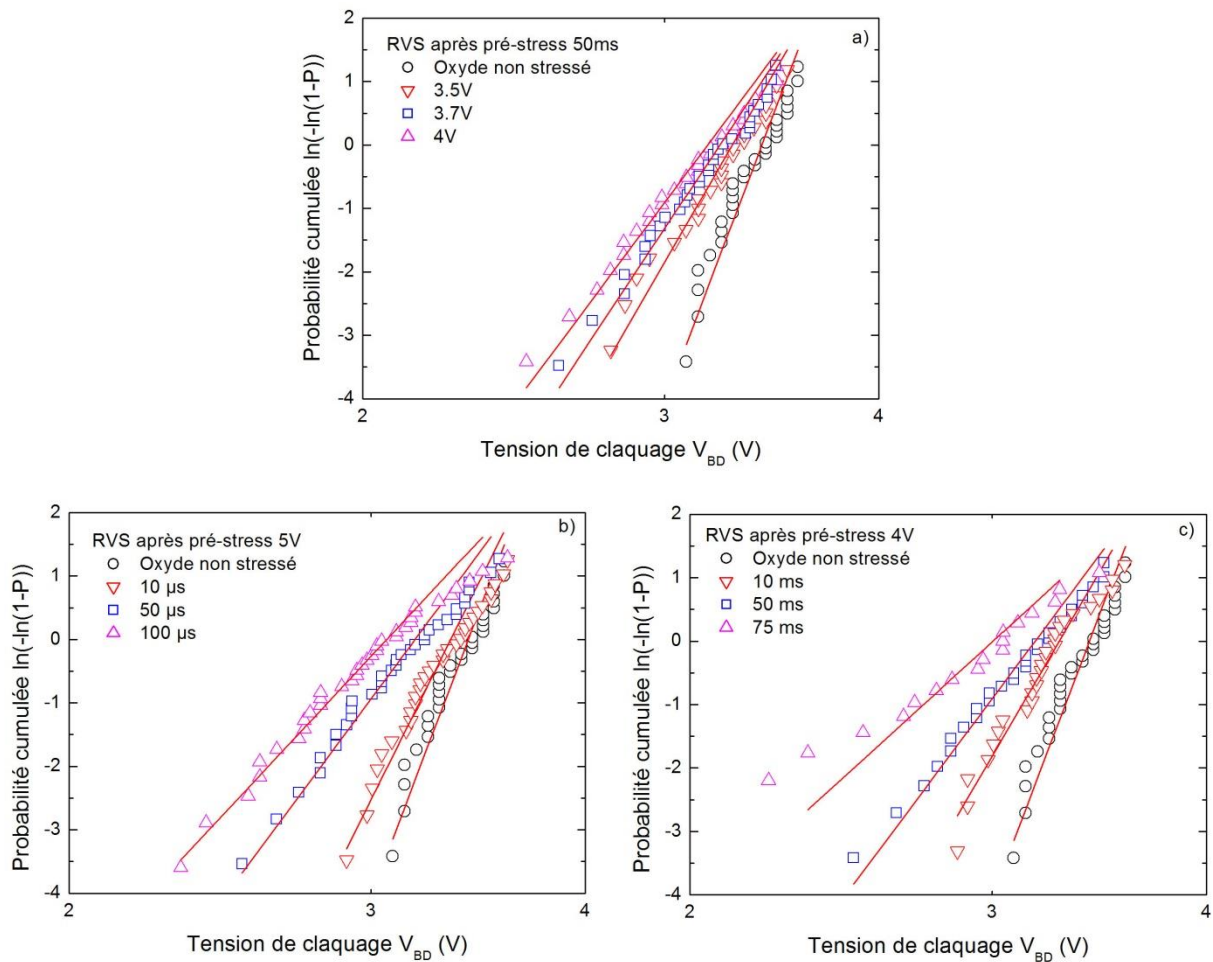 a)
RVS après pré-stress 50ms
Oxyde non stressé
3.5V
3.7V
4V
Probabilité cumulée ln(-ln(1-P))
2
1
0
-1
-2
-3
-4
2
3
4
Tension de claquage V_BD (V)
b)
RVS après pré-stress 5V
Oxyde non stressé
10 µs
50 µs
100 µs
Probabilité cumulée ln(-ln(1-P))
2
1
0
-1
-2
-3
-4
2
3
4
Tension de claquage V_BD (V)
c)
RVS après pré-stress 4V
Oxyde non stressé
10 ms
50 ms
75 ms
Probabilité cumulée ln(-ln(1-P))
2
1
0
-1
-2
-3
-4
2
3
4
Tension de claquage V_BD (V)